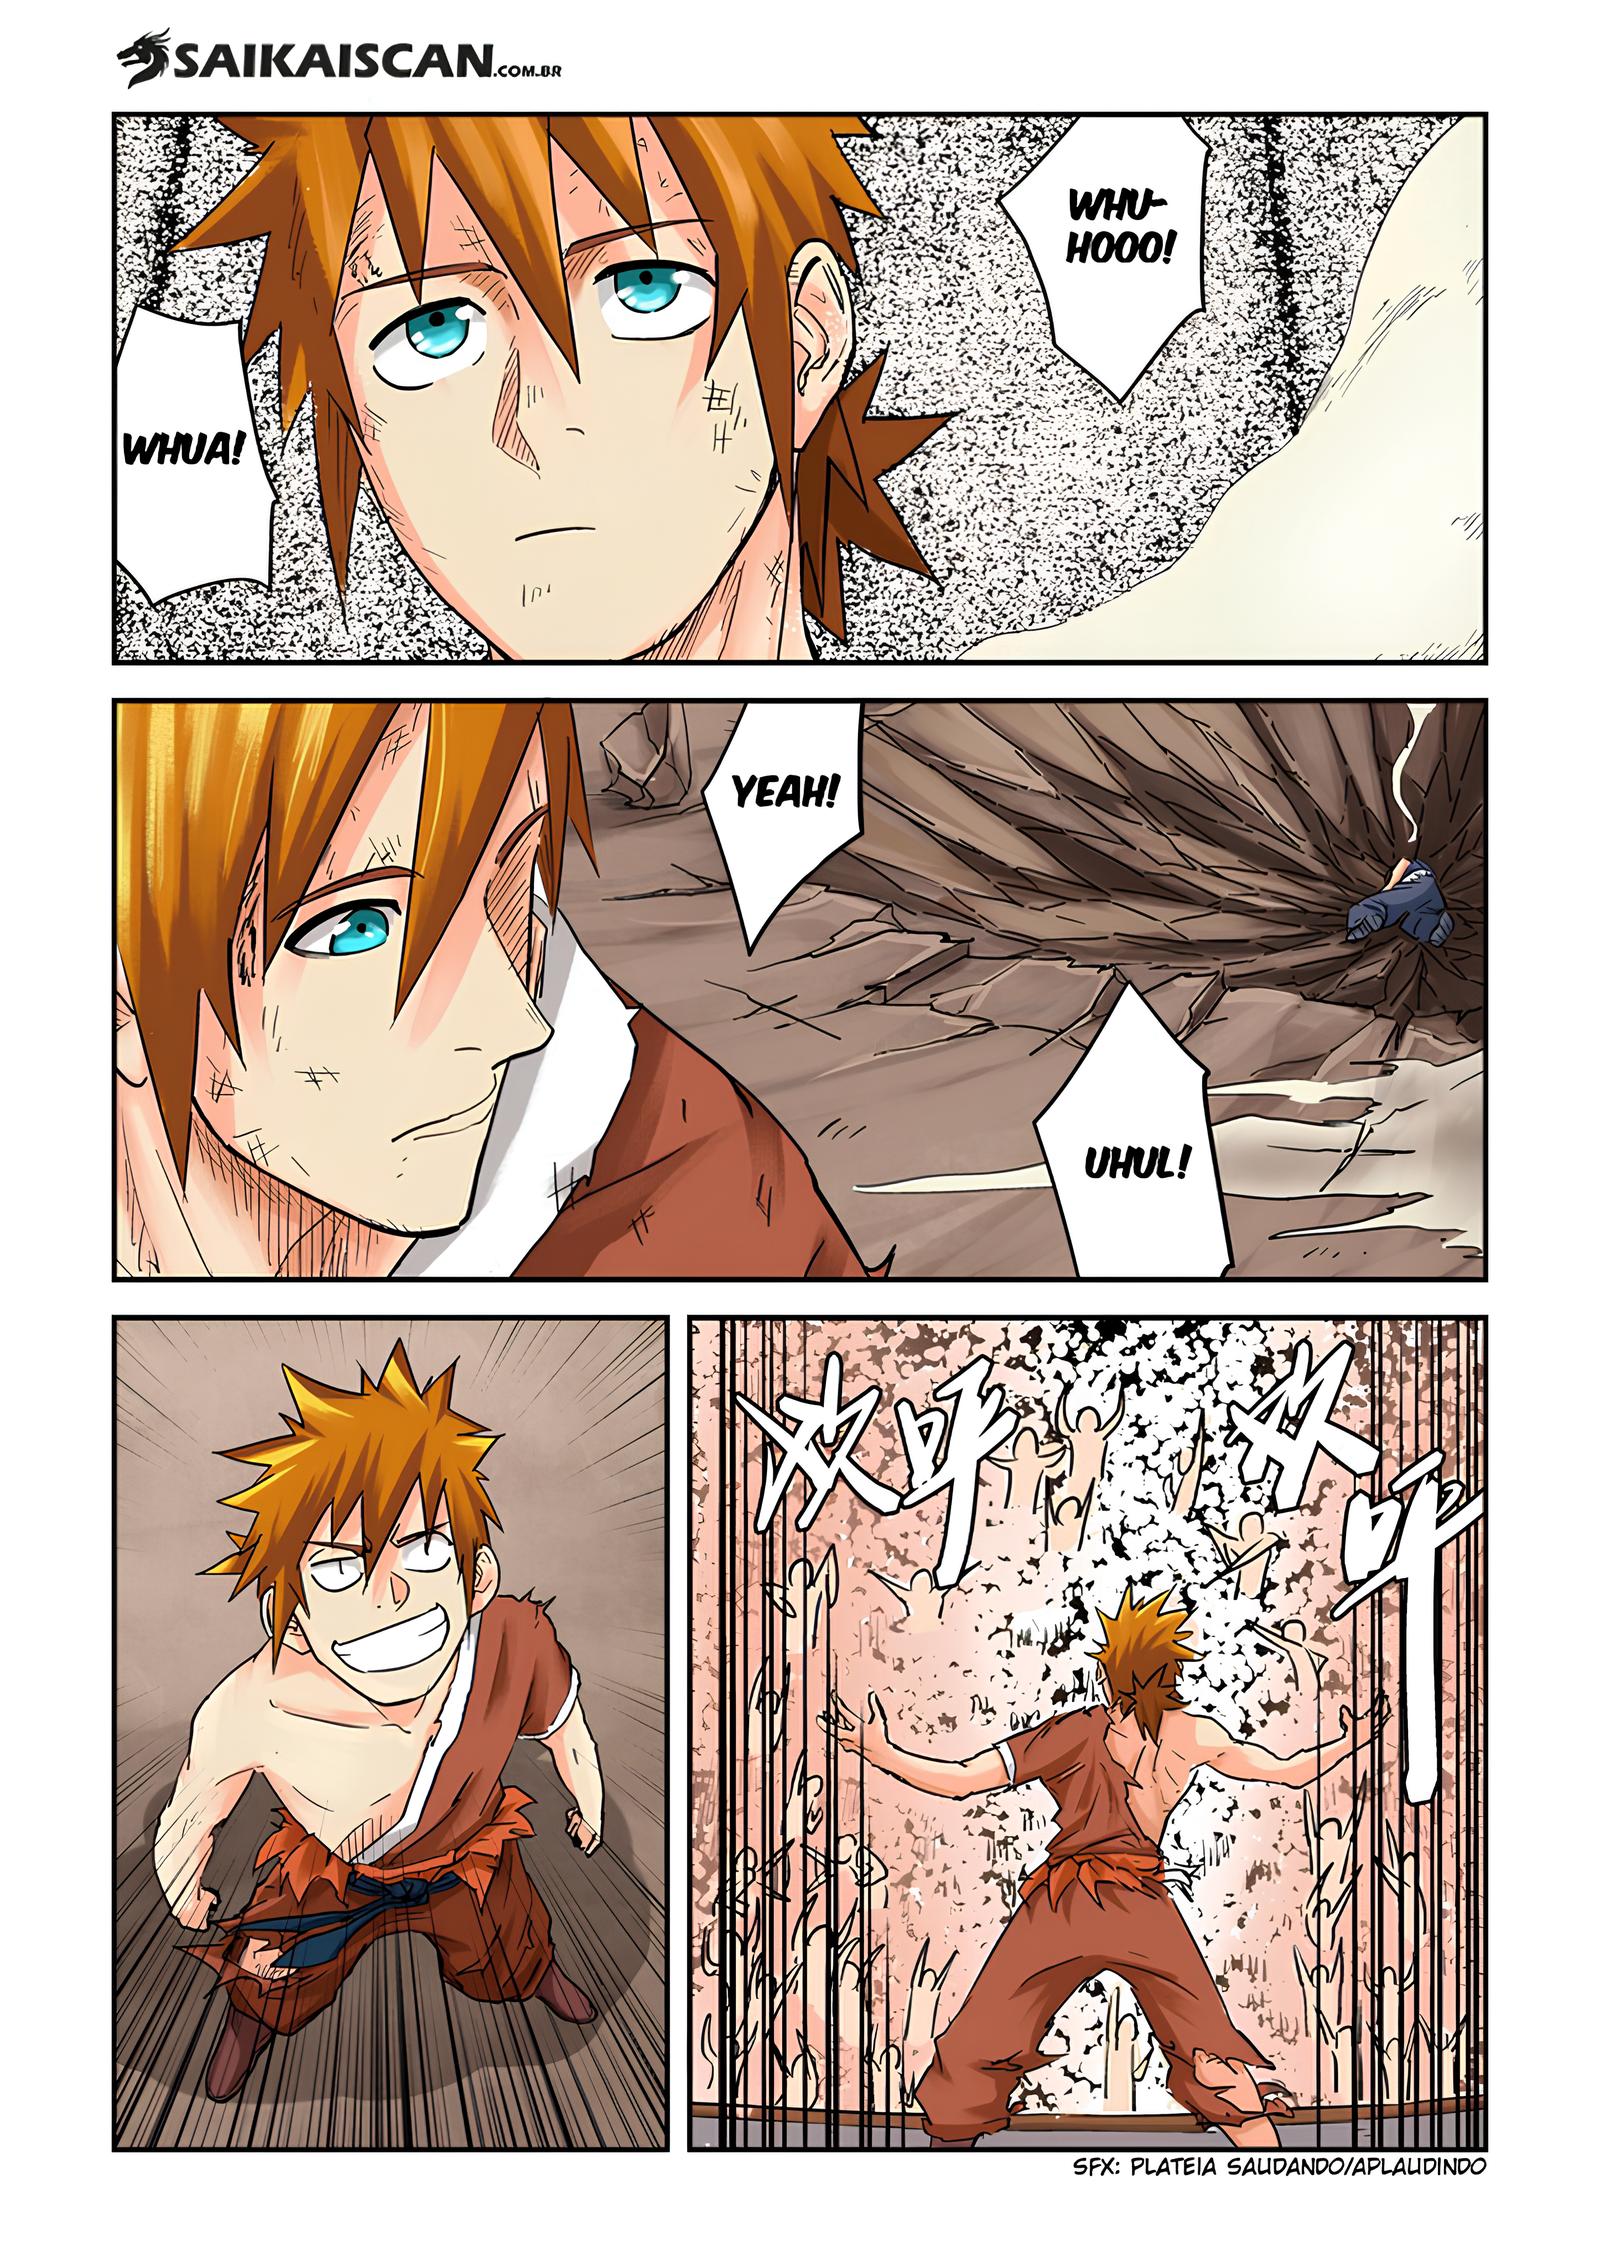 SAIKAISCAN.COM.BR
WHU-
HOOO!
WHUA!
YEAH!
UHUL!
欢呼
欢
呼
SFX: PLATEIA SAUDANDO/APLAUDINDO